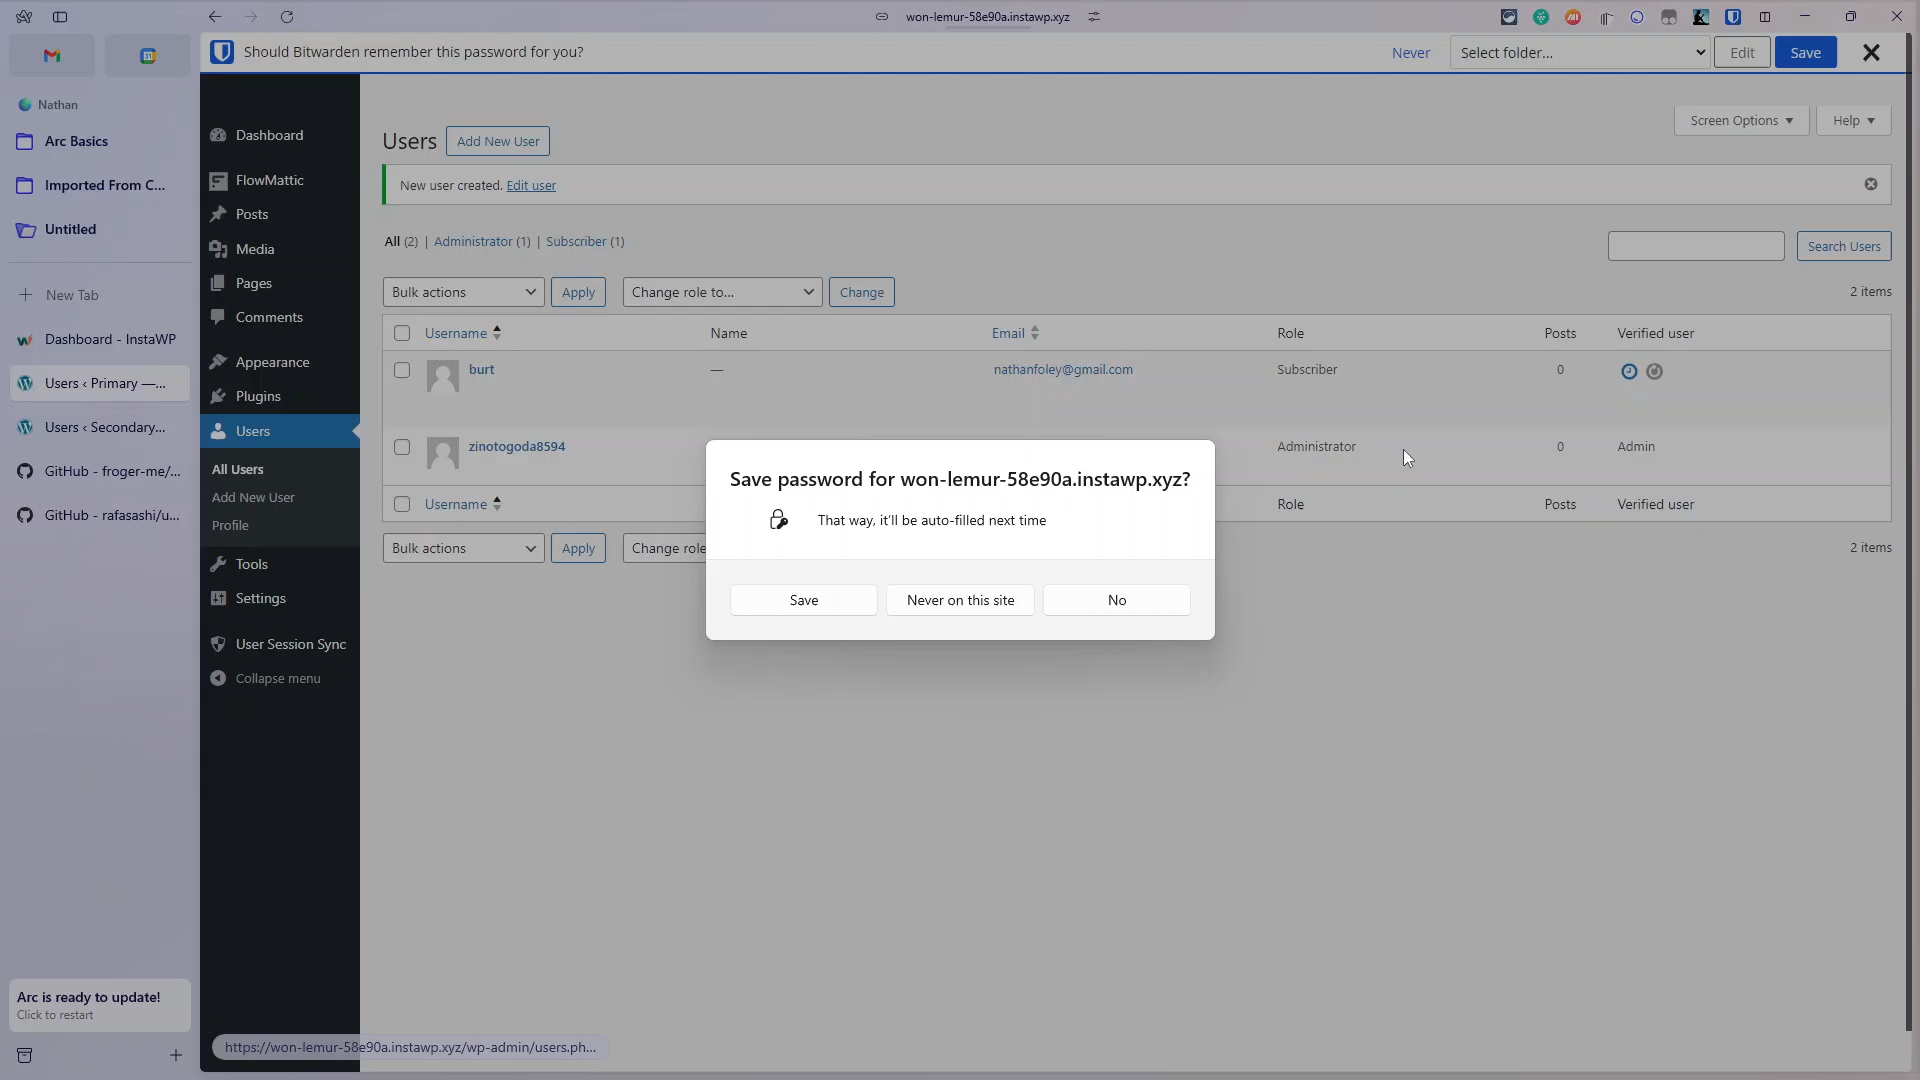 won-lemur-58e90a.instawp.xyz
Should Bitwarden remember this password for you?
Never
Select folder...
Edit
Save
Nathan
Arc Basics
Imported From C...
Untitled
New Tab
Dashboard - InstaWP
Users ‹ Primary —...
Users ‹ Secondary...
GitHub - froger-me/...
GitHub - rafasashi/u...
Arc is ready to update!
Click to restart
Dashboard
FlowMattic
Posts
Media
Pages
Comments
Appearance
Plugins
Users
All Users
Add New User
Profile
Tools
Settings
User Session Sync
Collapse menu
Screen Options
Help
Users
Add New User
New user created. Edit user
All (2) | Administrator (1) | Subscriber (1)
Search Users
Bulk actions
Apply
Change role to...
Change
2 items
Username Name Email Role Posts Verified user
burt — nathanfoley@gmail.com Subscriber 0
zinotogoda8594 Administrator 0 Admin
Username Role Posts Verified user
Bulk actions
Apply
Change role
2 items
Save password for won-lemur-58e90a.instawp.xyz?
That way, it'll be auto-filled next time
Save
Never on this site
No
https://won-lemur-58e90a.instawp.xyz/wp-admin/users.ph...